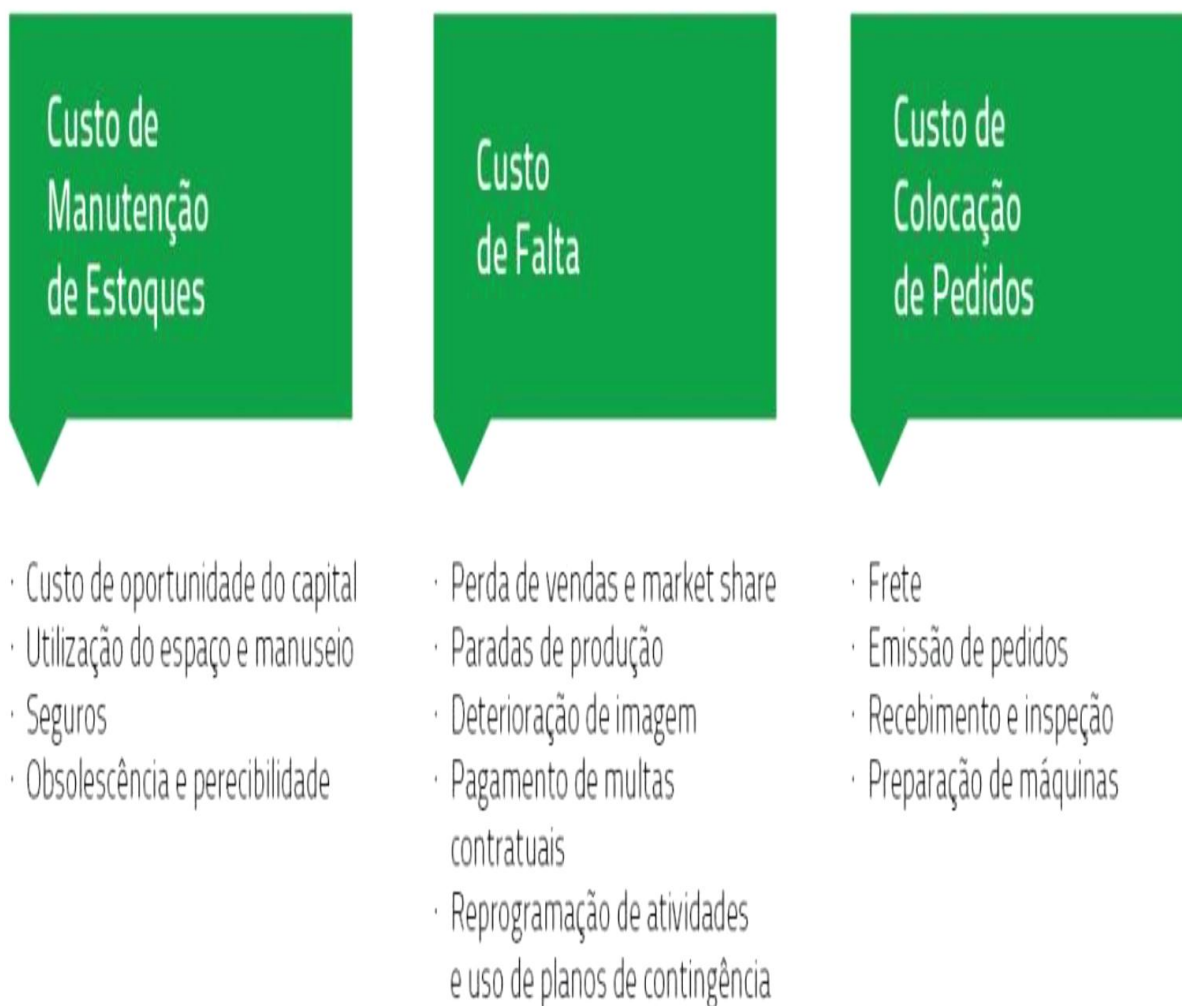 Custo de
Manutenção
de Estoques
· Custo de oportunidade do capital
· Utilização do espaço e manuseio
· Seguros
· Obsolescência e perecibilidade
Custo
de Falta
· Perda de vendas e market share
· Paradas de produção
· Deterioração de imagem
· Pagamento de multas
contratuais
· Reprogramação de atividades
e uso de planos de contingência
Custo de
Colocação
de Pedidos
· Frete
· Emissão de pedidos
· Recebimento e inspeção
· Preparação de máquinas